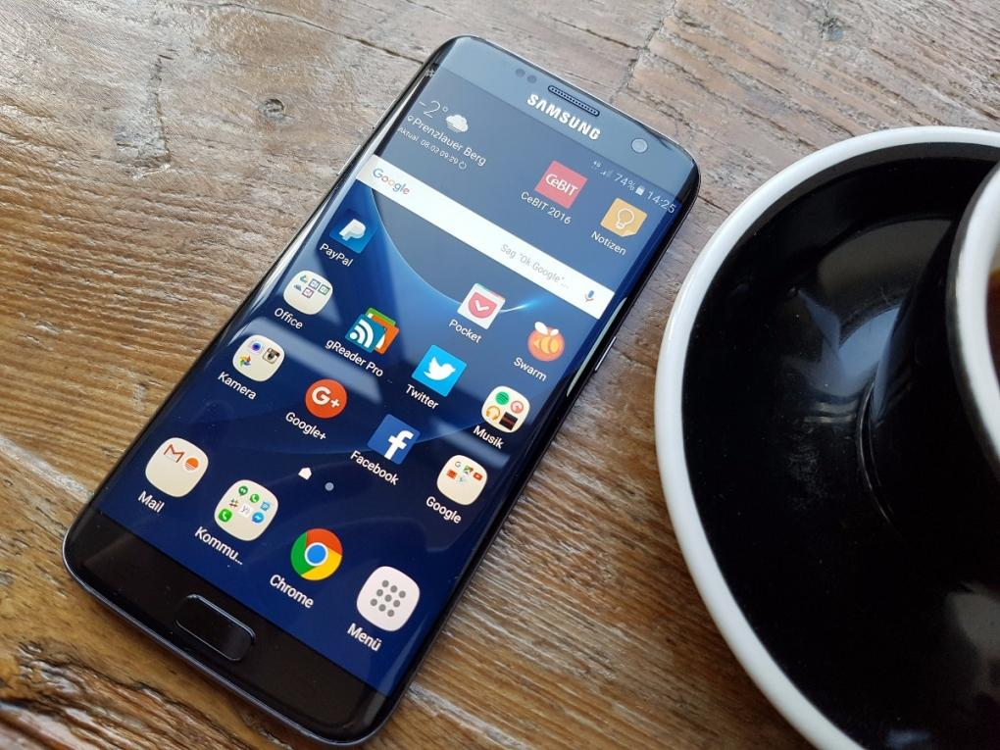 SAMSUNG
-2°
Prenzlauer Berg
Aktual. 08.03 09:29
74% 14:25
CeBIT
CeBIT 2016
Notizen
Google
Sag "Ok Google"...
PayPal
Pocket
Swarm
Office
gReader Pro
Twitter
Musik
Kamera
G+
Google+
Facebook
Google
Mail
Kommu...
Chrome
Menü